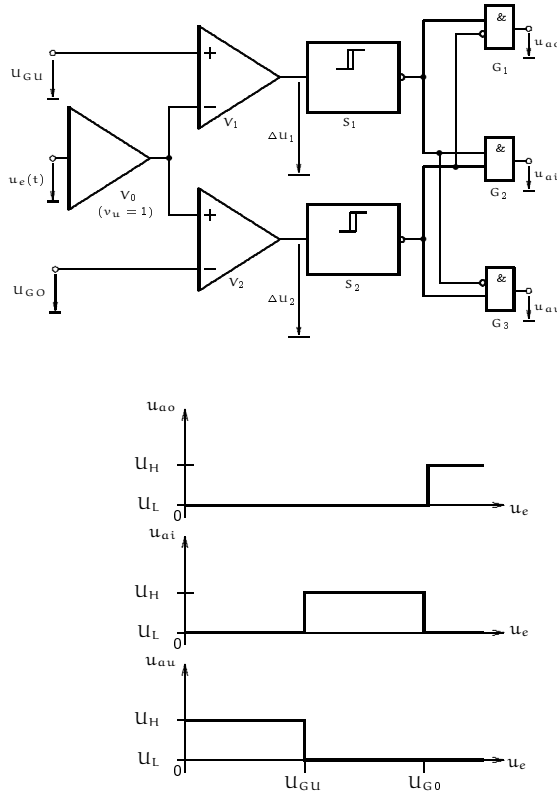 &
u_ao
G_1
U_GU
+
−
V_1
Δu_1
S_1
u_e(t)
V_0
(v_u = 1)
&
u_ai
G_2
+
−
V_2
Δu_2
S_2
U_GO
&
u_au
G_3
u_ao
U_H
U_L
0
u_e
u_ai
U_H
U_L
0
u_e
u_au
U_H
U_L
0
u_e
U_GU
U_G0